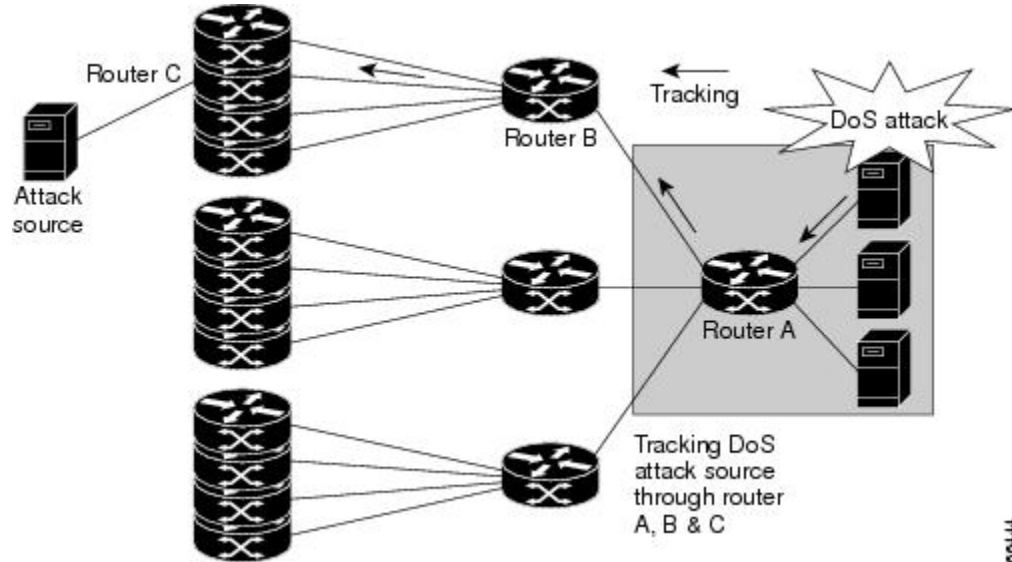 Router C
Attack
source
Router B
Tracking
DoS attack
Router A
Tracking DoS
attack source
through router
A, B & C